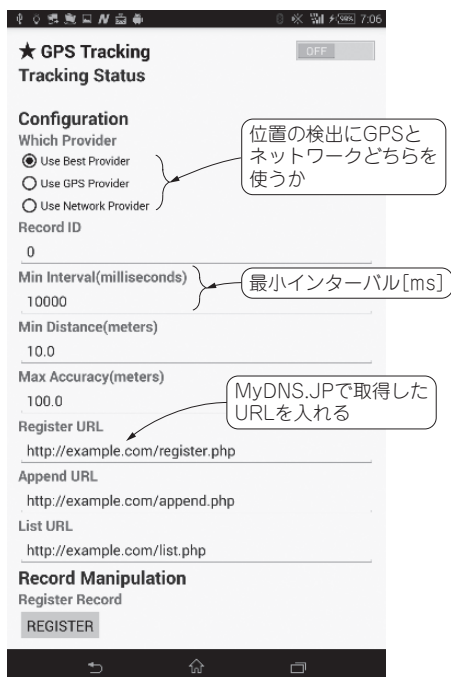 7:06
★ GPS Tracking
OFF
Tracking Status
Configuration
Which Provider
Use Best Provider
Use GPS Provider
Use Network Provider
位置の検出にGPSと
ネットワークどちらを
使うか
Record ID
0
Min Interval(milliseconds)
10000
最小インターバル[ms]
Min Distance(meters)
10.0
Max Accuracy(meters)
100.0
MyDNS.JPで取得した
URLを入れる
Register URL
http://example.com/register.php
Append URL
http://example.com/append.php
List URL
http://example.com/list.php
Record Manipulation
Register Record
REGISTER